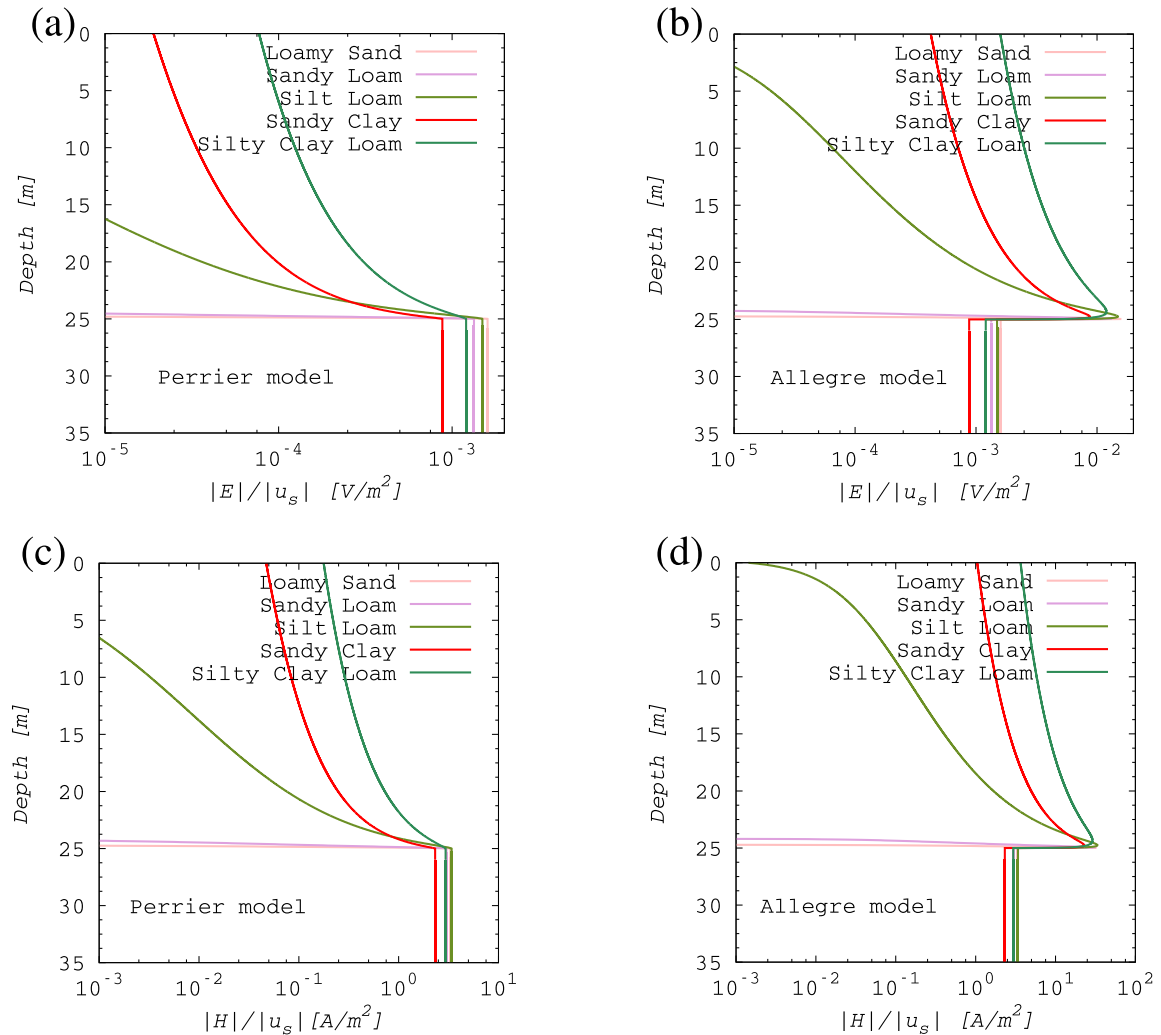 (a)
Loamy Sand
Sandy Loam
Silt Loam
Sandy Clay
Silty Clay Loam
Perrier model
0
5
10
15
20
25
30
35
Depth [m]
10^-5
10^-4
10^-3
|E|/|u_s| [V/m^2]
(b)
Loamy Sand
Sandy Loam
Silt Loam
Sandy Clay
Silty Clay Loam
Allegre model
0
5
10
15
20
25
30
35
Depth [m]
10^-5
10^-4
10^-3
10^-2
|E|/|u_s| [V/m^2]
(c)
Loamy Sand
Sandy Loam
Silt Loam
Sandy Clay
Silty Clay Loam
Perrier model
0
5
10
15
20
25
30
35
Depth [m]
10^-3
10^-2
10^-1
10^0
10^1
|H|/|u_s|[A/m^2]
(d)
Loamy Sand
Sandy Loam
Silt Loam
Sandy Clay
Silty Clay Loam
Allegre model
0
5
10
15
20
25
30
35
Depth [m]
10^-3
10^-2
10^-1
10^0
10^1
10^2
|H|/|u_s| [A/m^2]